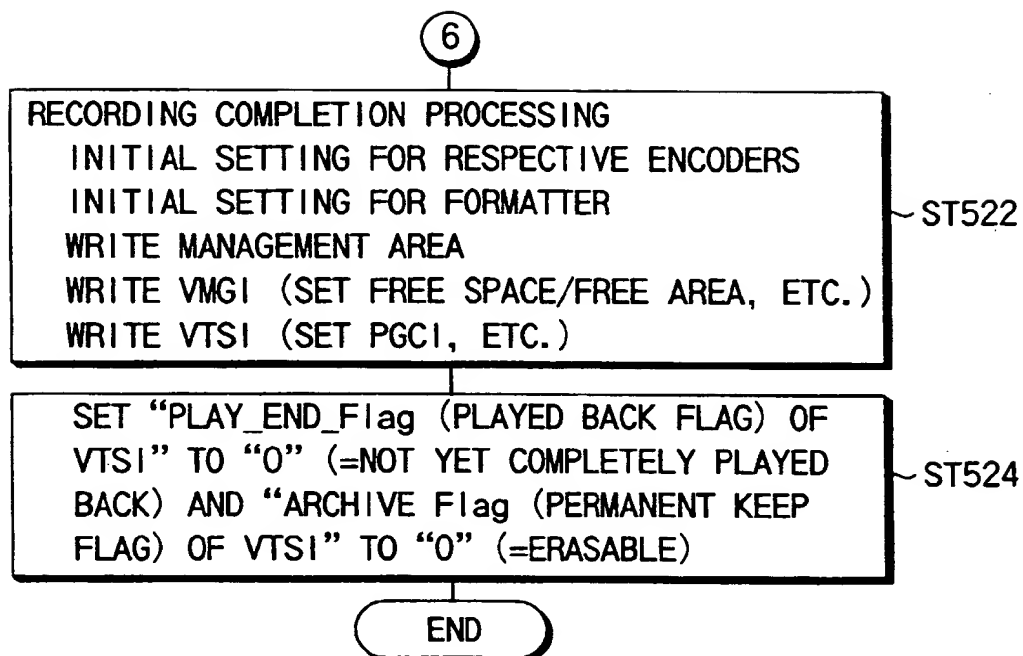 6
RECORDING COMPLETION PROCESSING
INITIAL SETTING FOR RESPECTIVE ENCODERS
INITIAL SETTING FOR FORMATTER
WRITE MANAGEMENT AREA
WRITE VMGI (SET FREE SPACE/FREE AREA, ETC.)
WRITE VTSI (SET PGCI, ETC.)
ST522
SET “PLAY_END_Flag (PLAYED BACK FLAG) OF
VTSI” TO “0” (=NOT YET COMPLETELY PLAYED
BACK) AND “ARCHIVE Flag (PERMANENT KEEP
FLAG) OF VTSI” TO “0” (=ERASABLE)
ST524
END